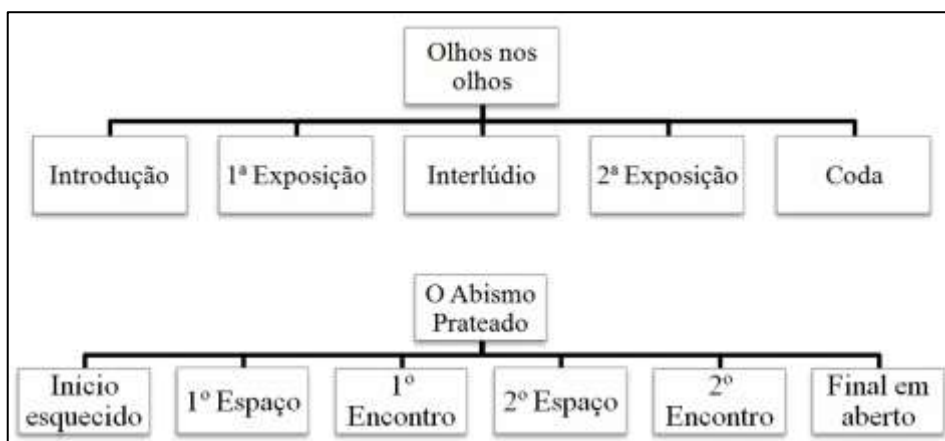 Olhos nos
olhos
Introdução
1ª Exposição
Interlúdio
2ª Exposição
Coda
O Abismo
Prateado
Inicio
esquecido
1º Espaço
1º
Encontro
2º Espaço
2º
Encontro
Final em
aberto